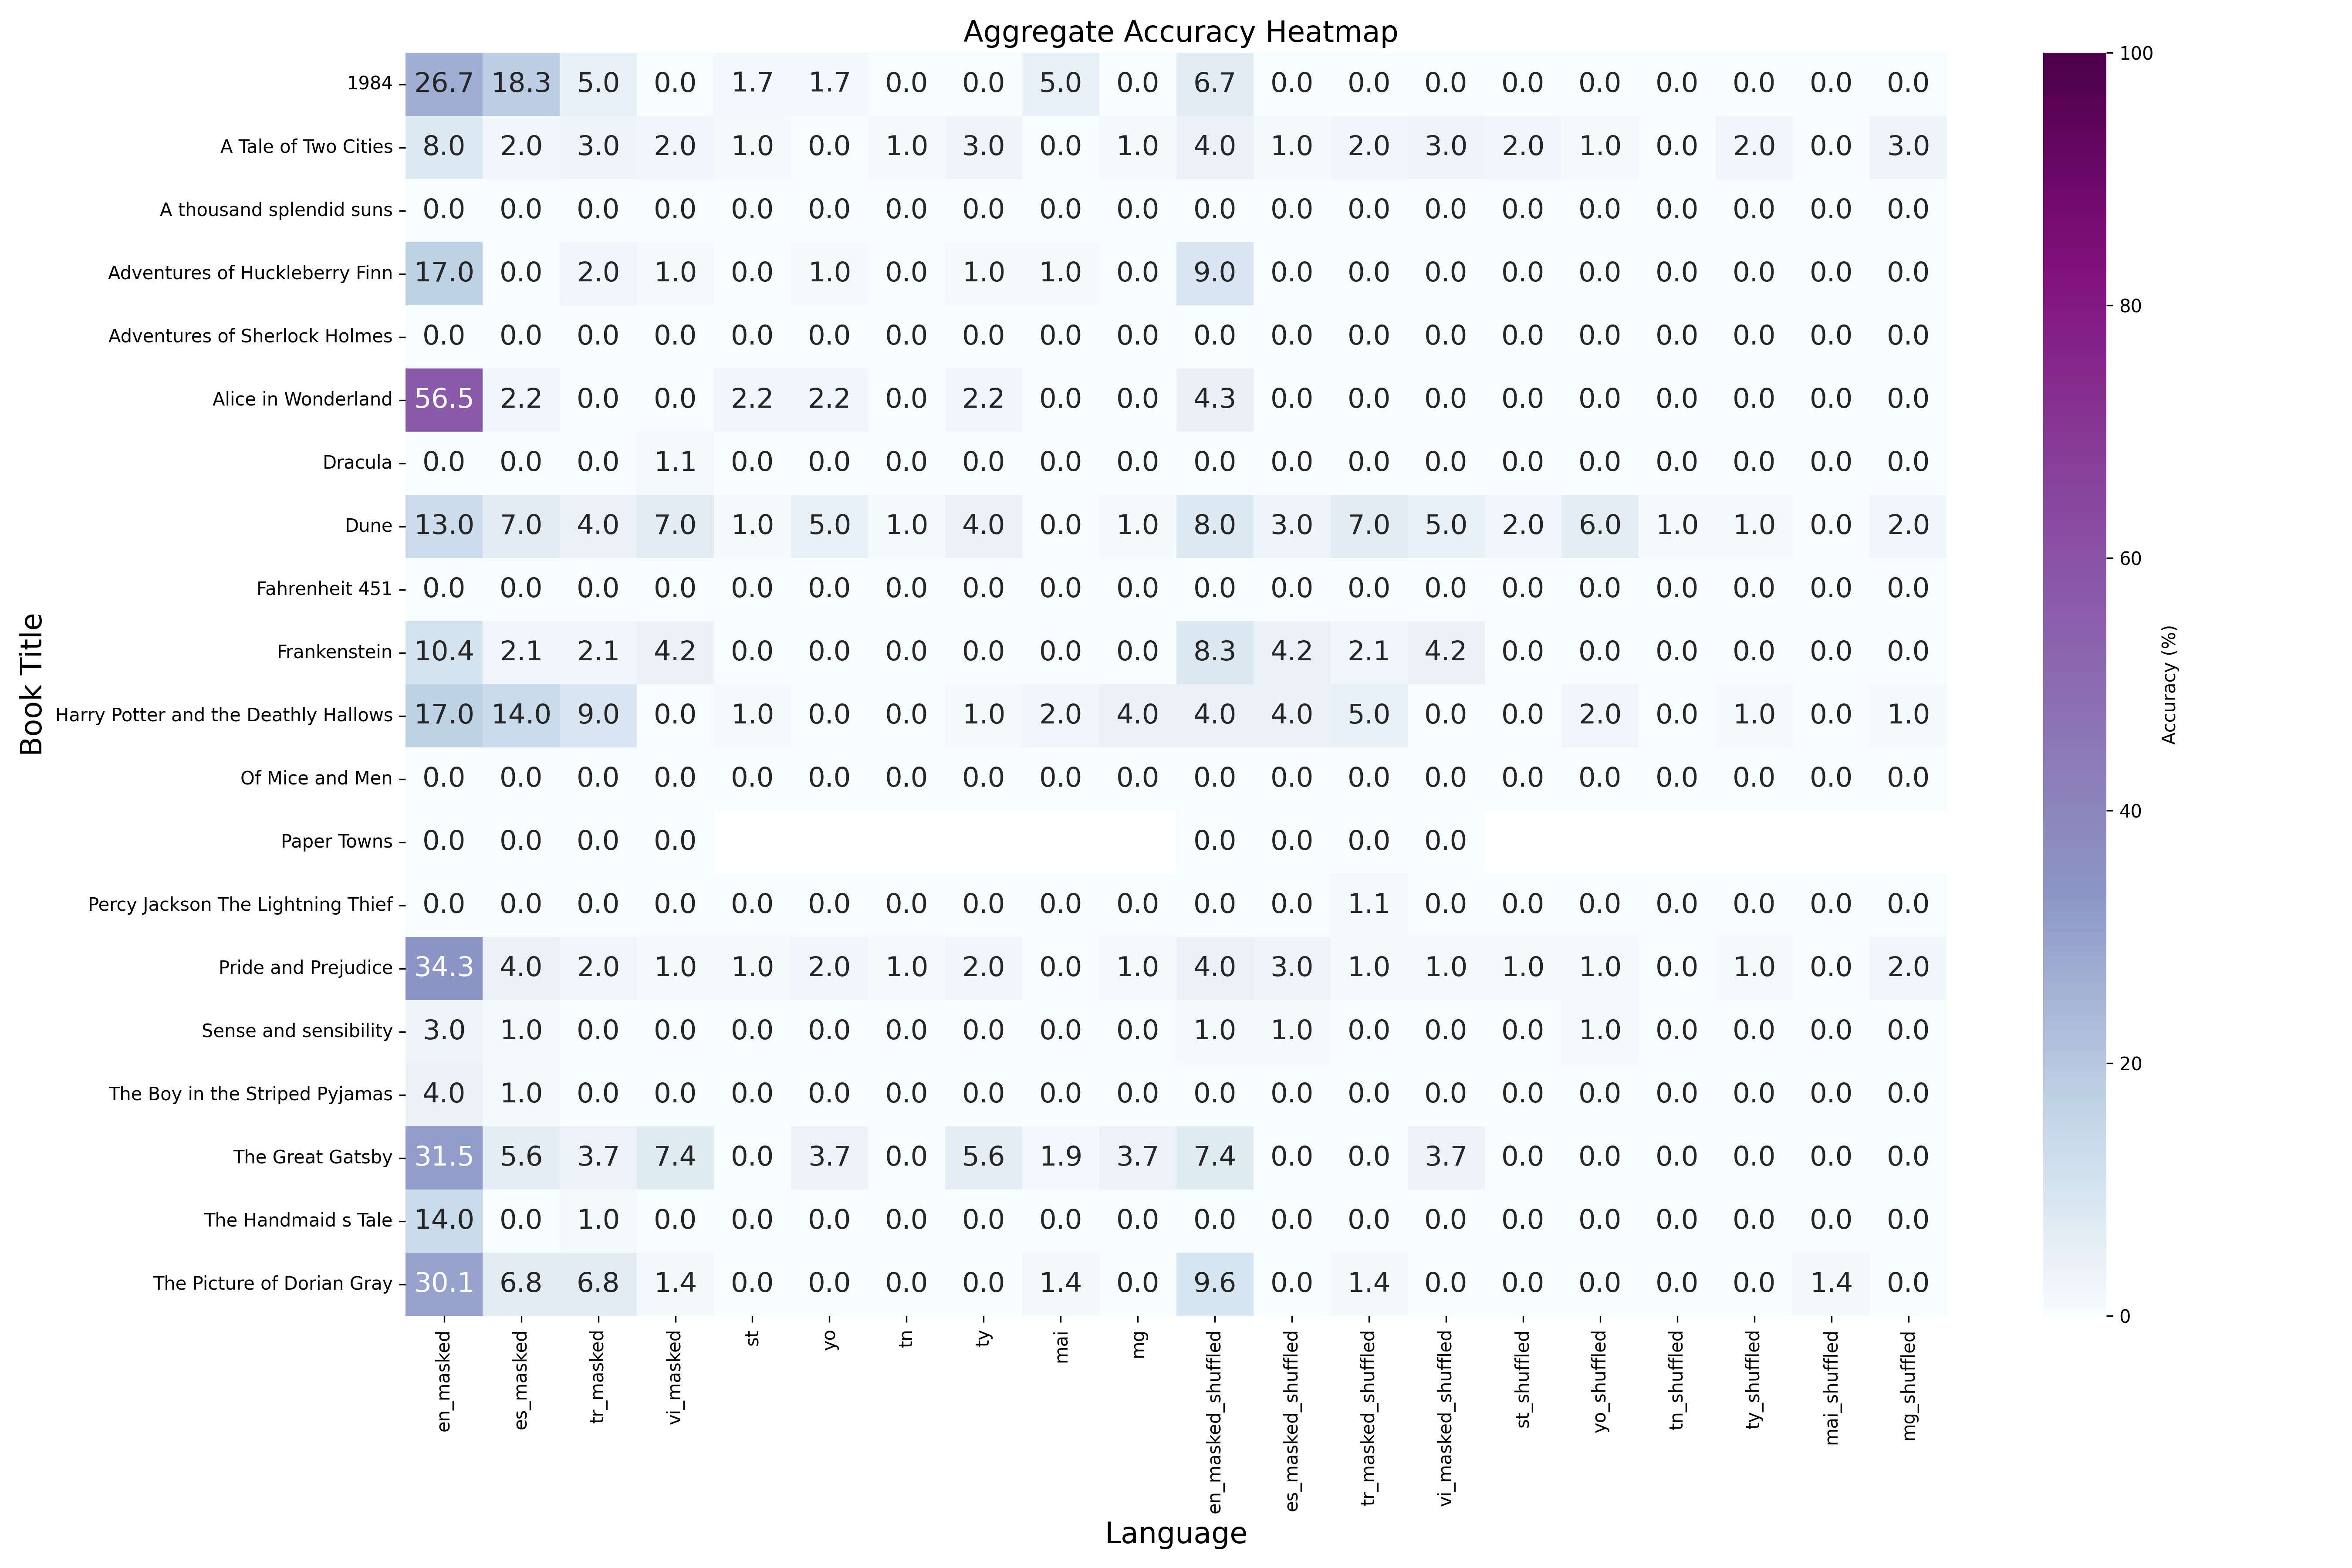 Aggregate Accuracy Heatmap
Book Title
1984 26.7 18.3 5.0 0.0 1.7 1.7 0.0 0.0 5.0 0.0 6.7 0.0 0.0 0.0 0.0 0.0 0.0 0.0 0.0 0.0
A Tale of Two Cities 8.0 2.0 3.0 2.0 1.0 0.0 1.0 3.0 0.0 1.0 4.0 1.0 2.0 3.0 2.0 1.0 0.0 2.0 0.0 3.0
A thousand splendid suns 0.0 0.0 0.0 0.0 0.0 0.0 0.0 0.0 0.0 0.0 0.0 0.0 0.0 0.0 0.0 0.0 0.0 0.0 0.0 0.0
Adventures of Huckleberry Finn 17.0 0.0 2.0 1.0 0.0 1.0 0.0 1.0 1.0 0.0 9.0 0.0 0.0 0.0 0.0 0.0 0.0 0.0 0.0 0.0
Adventures of Sherlock Holmes 0.0 0.0 0.0 0.0 0.0 0.0 0.0 0.0 0.0 0.0 0.0 0.0 0.0 0.0 0.0 0.0 0.0 0.0 0.0 0.0
Alice in Wonderland 56.5 2.2 0.0 0.0 2.2 2.2 0.0 2.2 0.0 0.0 4.3 0.0 0.0 0.0 0.0 0.0 0.0 0.0 0.0 0.0
Dracula 0.0 0.0 0.0 1.1 0.0 0.0 0.0 0.0 0.0 0.0 0.0 0.0 0.0 0.0 0.0 0.0 0.0 0.0 0.0 0.0
Dune 13.0 7.0 4.0 7.0 1.0 5.0 1.0 4.0 0.0 1.0 8.0 3.0 7.0 5.0 2.0 6.0 1.0 1.0 0.0 2.0
Fahrenheit 451 0.0 0.0 0.0 0.0 0.0 0.0 0.0 0.0 0.0 0.0 0.0 0.0 0.0 0.0 0.0 0.0 0.0 0.0 0.0 0.0
Frankenstein 10.4 2.1 2.1 4.2 0.0 0.0 0.0 0.0 0.0 0.0 8.3 4.2 2.1 4.2 0.0 0.0 0.0 0.0 0.0 0.0
Harry Potter and the Deathly Hallows 17.0 14.0 9.0 0.0 1.0 0.0 0.0 1.0 2.0 4.0 4.0 4.0 5.0 0.0 0.0 2.0 0.0 1.0 0.0 1.0
Of Mice and Men 0.0 0.0 0.0 0.0 0.0 0.0 0.0 0.0 0.0 0.0 0.0 0.0 0.0 0.0 0.0 0.0 0.0 0.0 0.0 0.0
Paper Towns 0.0 0.0 0.0 0.0 0.0 0.0 0.0 0.0
Percy Jackson The Lightning Thief 0.0 0.0 0.0 0.0 0.0 0.0 0.0 0.0 0.0 0.0 0.0 0.0 1.1 0.0 0.0 0.0 0.0 0.0 0.0 0.0
Pride and Prejudice 34.3 4.0 2.0 1.0 1.0 2.0 1.0 2.0 0.0 1.0 4.0 3.0 1.0 1.0 1.0 1.0 0.0 1.0 0.0 2.0
Sense and sensibility 3.0 1.0 0.0 0.0 0.0 0.0 0.0 0.0 0.0 0.0 1.0 1.0 0.0 0.0 0.0 1.0 0.0 0.0 0.0 0.0
The Boy in the Striped Pyjamas 4.0 1.0 0.0 0.0 0.0 0.0 0.0 0.0 0.0 0.0 0.0 0.0 0.0 0.0 0.0 0.0 0.0 0.0 0.0 0.0
The Great Gatsby 31.5 5.6 3.7 7.4 0.0 3.7 0.0 5.6 1.9 3.7 7.4 0.0 0.0 3.7 0.0 0.0 0.0 0.0 0.0 0.0
The Handmaid s Tale 14.0 0.0 1.0 0.0 0.0 0.0 0.0 0.0 0.0 0.0 0.0 0.0 0.0 0.0 0.0 0.0 0.0 0.0 0.0 0.0
The Picture of Dorian Gray 30.1 6.8 6.8 1.4 0.0 0.0 0.0 0.0 1.4 0.0 9.6 0.0 1.4 0.0 0.0 0.0 0.0 0.0 1.4 0.0
en_masked
es_masked
tr_masked
vi_masked
st
yo
tn
ty
mai
mg
en_masked_shuffled
es_masked_shuffled
tr_masked_shuffled
vi_masked_shuffled
st_shuffled
yo_shuffled
tn_shuffled
ty_shuffled
mai_shuffled
mg_shuffled
Language
100
80
60
40
20
0
Accuracy (%)